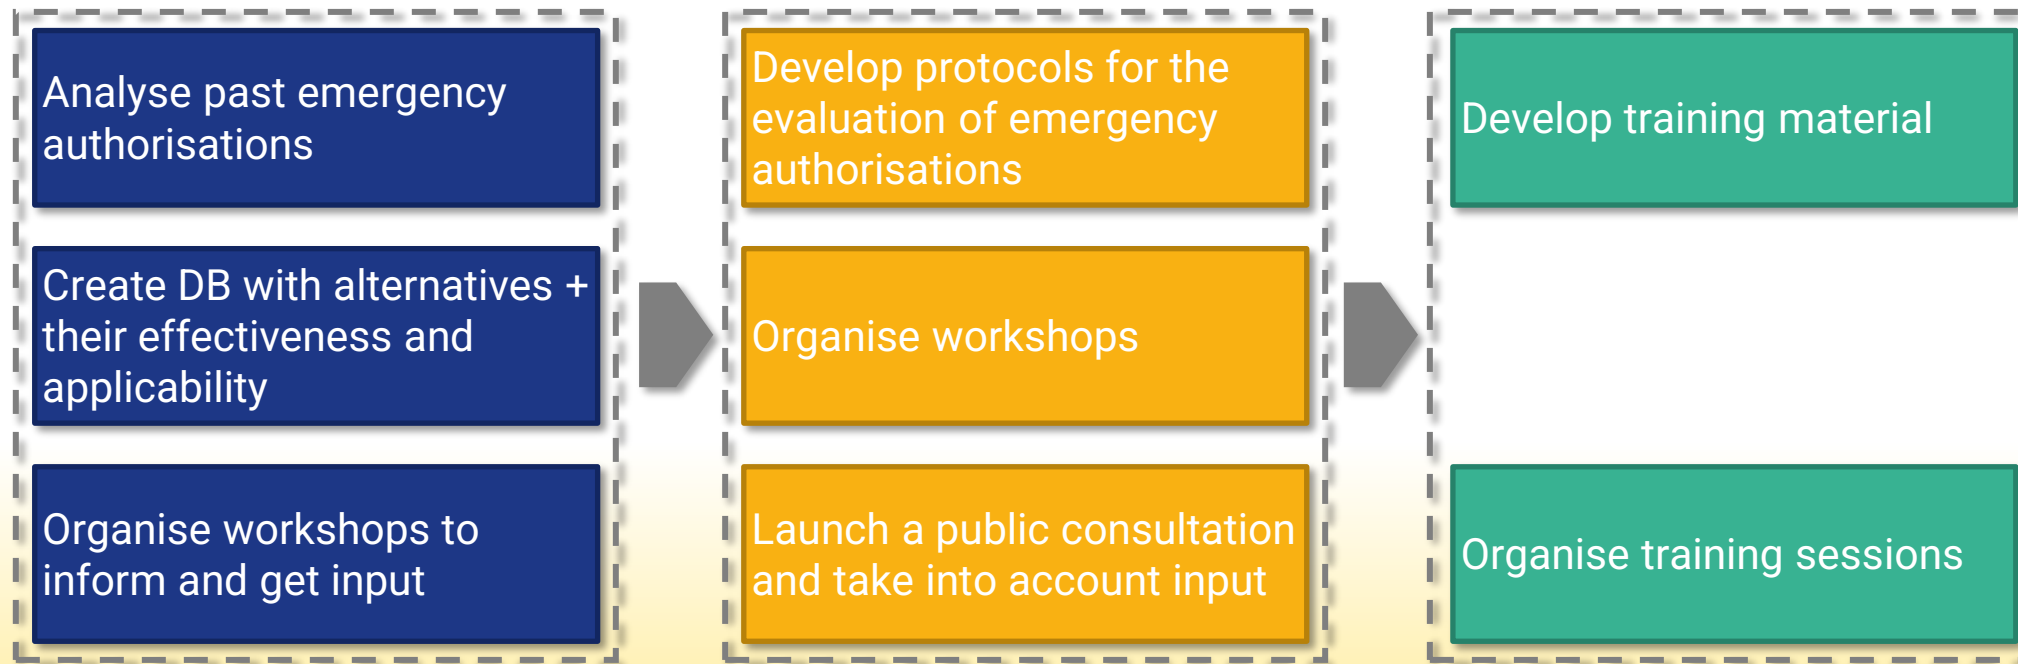 Analyse past emergency
authorisations
Create DB with alternatives +
their effectiveness and
applicability
Organise workshops to
inform and get input
Develop protocols for the
evaluation of emergency
authorisations
Organise workshops
Launch a public consultation
and take into account input
Develop training material
Organise training sessions